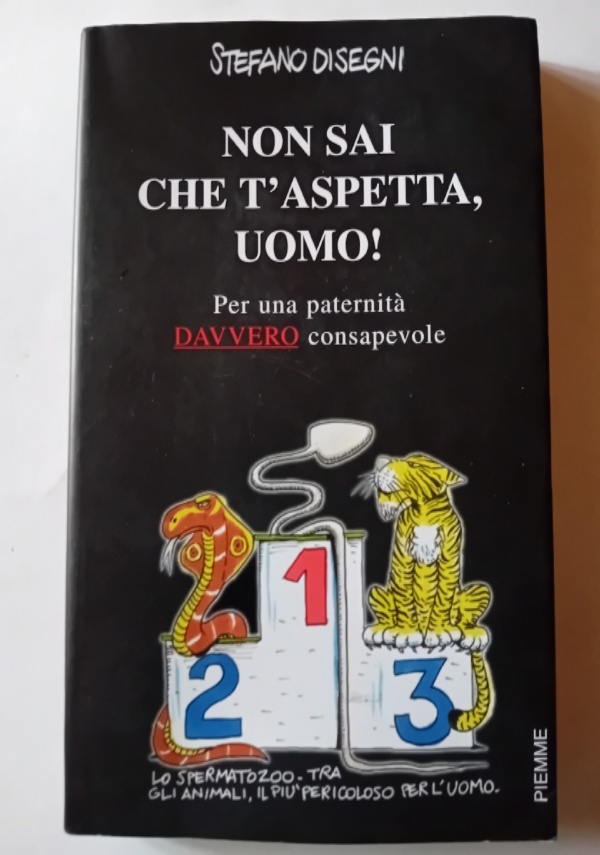 STEFANO DISEGNI
NON SAI
CHE T'ASPETTA,
UOMO!
Per una paternità
DAVVERO consapevole
1
2
3
LO SPERMATOZOO - TRA
GLI ANIMALI, IL PIU' PERICOLOSO PER L'UOMO.
PIEMME